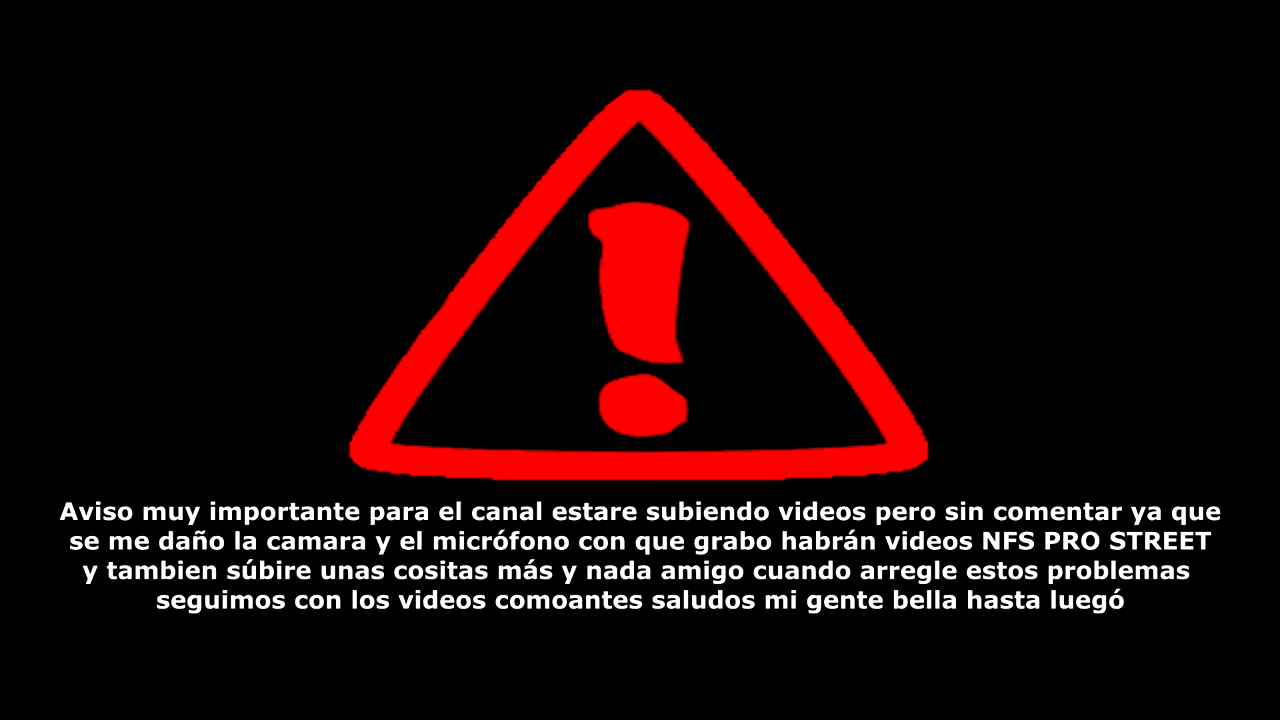 Aviso muy importante para el canal estare subiendo videos pero sin comentar ya que
se me daño la camara y el micrófono con que grabo habrán videos NFS PRO STREET
y tambien súbire unas cositas más y nada amigo cuando arregle estos problemas
seguimos con los videos comoantes saludos mi gente bella hasta luegó